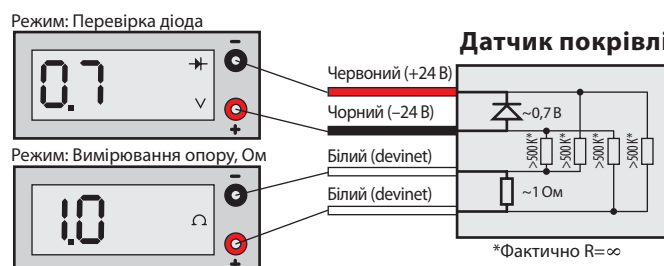 Режим: Перевірка діода
0.7
V
–
+
Датчик покрівлі
Червоний (+24 В)
Чорний (–24 В)
~0,7 В
>500K*
>500K*
>500K*
>500K*
Режим: Вимірювання опору, Ом
1.0
Ω
–
+
Білий (devinet)
Білий (devinet)
~1 Ом
*Фактично R=∞